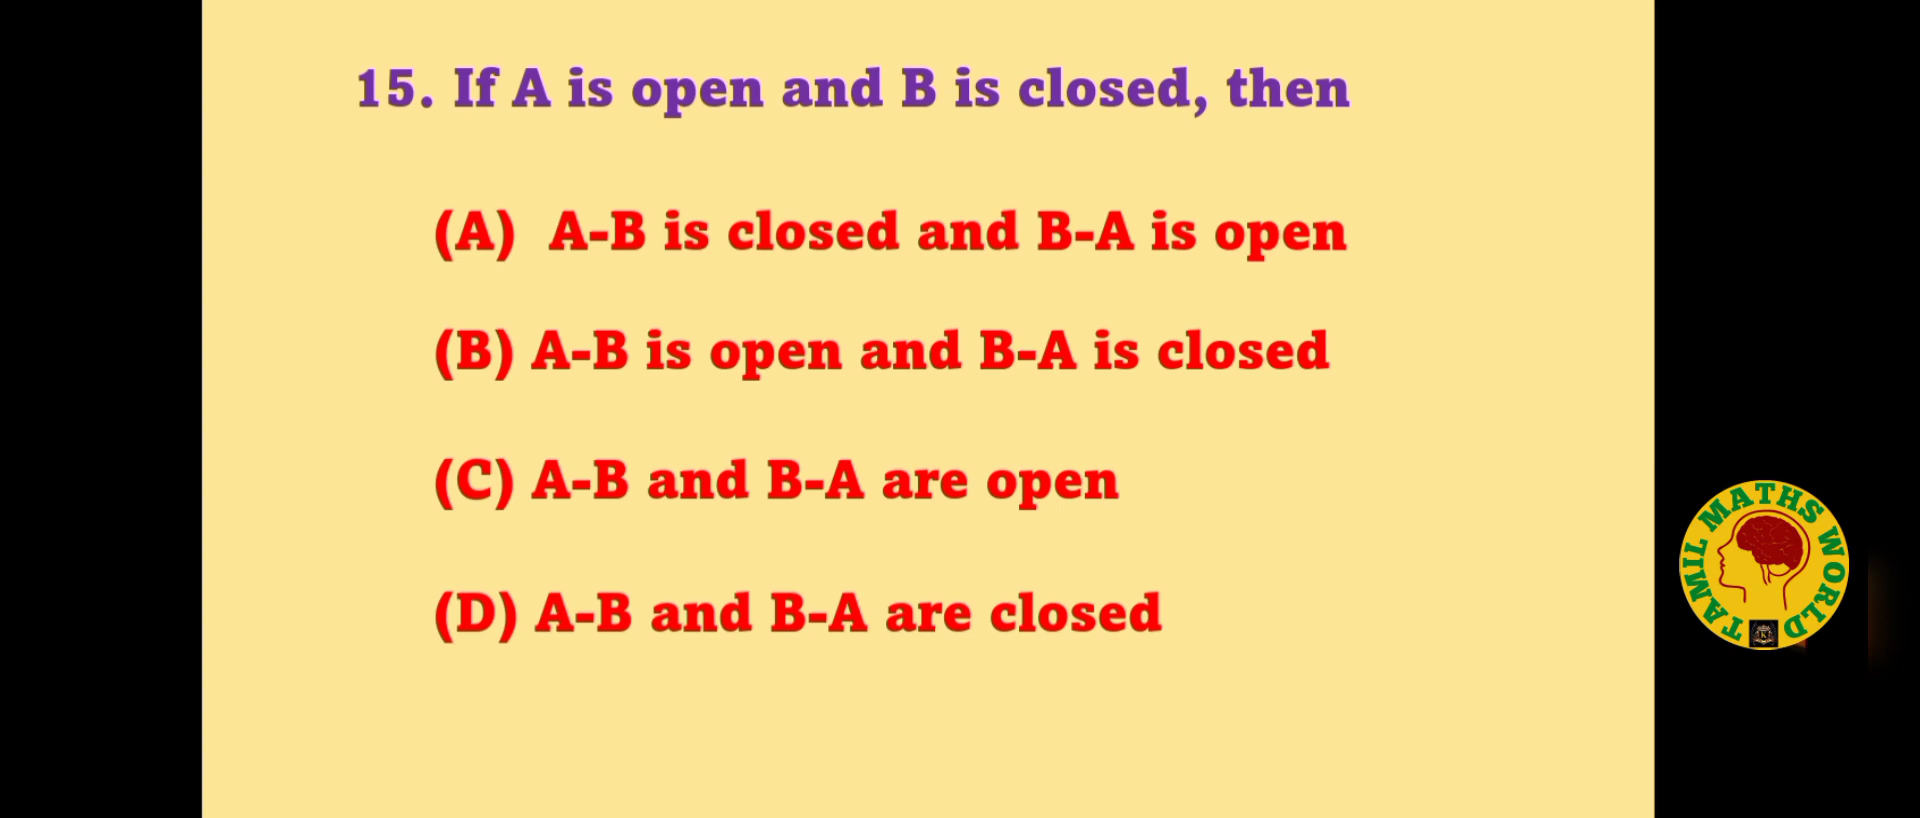 15. If A is open and B is closed, then
(A) A-B is closed and B-A is open
(B) A-B is open and B-A is closed
(C) A-B and B-A are open
(D) A-B and B-A are closed
TAMIL MATHS WORLD